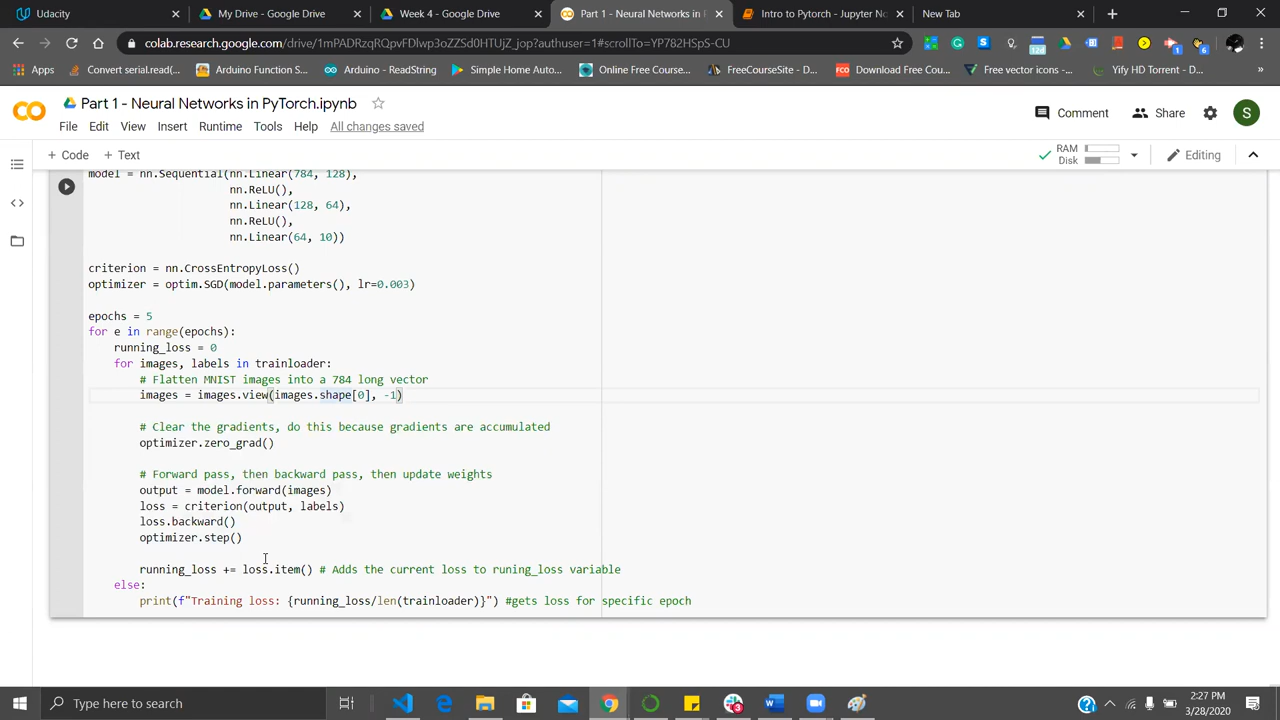 Udacity
My Drive - Google Drive
Week 4 - Google Drive
Part 1 - Neural Networks in PyTorch
Intro to Pytorch - Jupyter No
New Tab
colab.research.google.com/drive/1mPADRzqRQpvFDlwp3oZZSd0HTUjZ_jop?authuser=1#scrollTo=YP782HSpS-CU
Apps
Convert serial.read(...
Arduino Function S...
Arduino - ReadString
Simple Home Auto...
Online Free Course...
FreeCourseSite - D...
Download Free Cou...
Free vector icons -...
Yify HD Torrent - D...
Part 1 - Neural Networks in PyTorch.ipynb
Comment
Share
S
File Edit View Insert Runtime Tools Help All changes saved
+ Code + Text
RAM
Disk
Editing
model = nn.Sequential(nn.Linear(784, 128),
nn.ReLU(),
nn.Linear(128, 64),
nn.ReLU(),
nn.Linear(64, 10))
criterion = nn.CrossEntropyLoss()
optimizer = optim.SGD(model.parameters(), lr=0.003)
epochs = 5
for e in range(epochs):
running_loss = 0
for images, labels in trainloader:
# Flatten MNIST images into a 784 long vector
images = images.view(images.shape[0], -1)
# Clear the gradients, do this because gradients are accumulated
optimizer.zero_grad()
# Forward pass, then backward pass, then update weights
output = model.forward(images)
loss = criterion(output, labels)
loss.backward()
optimizer.step()
running_loss += loss.item() # Adds the current loss to runing_loss variable
else:
print(f"Training loss: {running_loss/len(trainloader)}") #gets loss for specific epoch
Type here to search
2:27 PM
3/28/2020